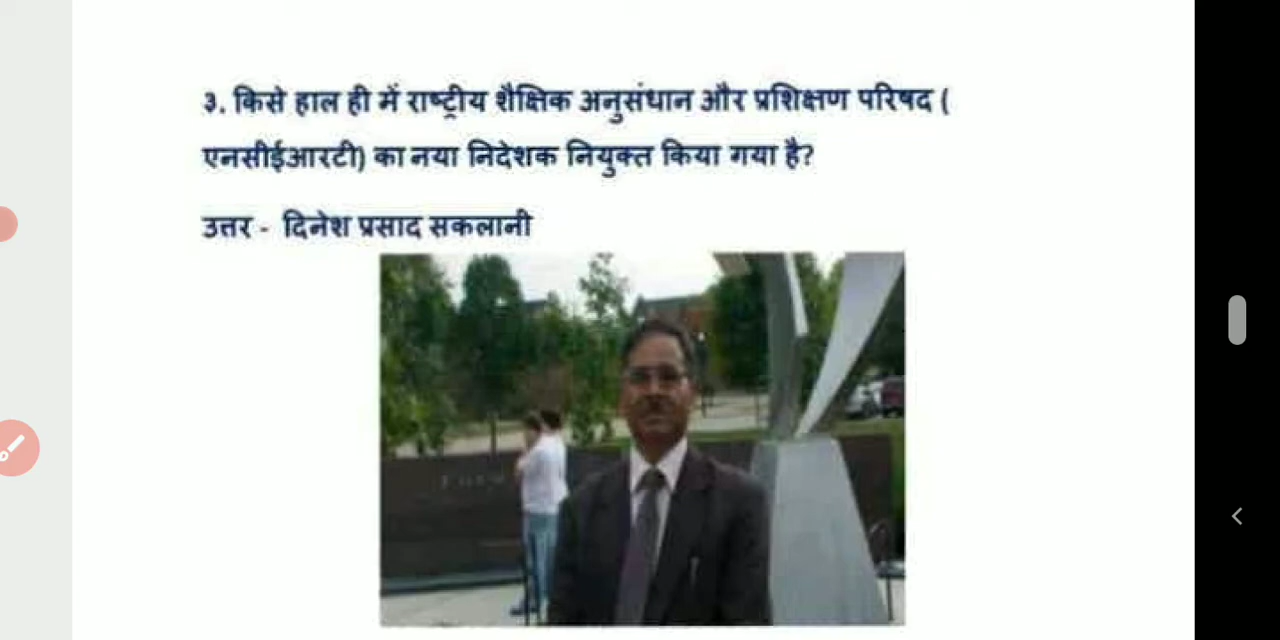 ३. किसे हाल ही में राष्ट्रीय शैक्षिक अनुसंधान और प्रशिक्षण परिषद (
एनसीईआरटी) का नया निदेशक नियुक्त किया गया है?
उत्तर - दिनेश प्रसाद सकलानी